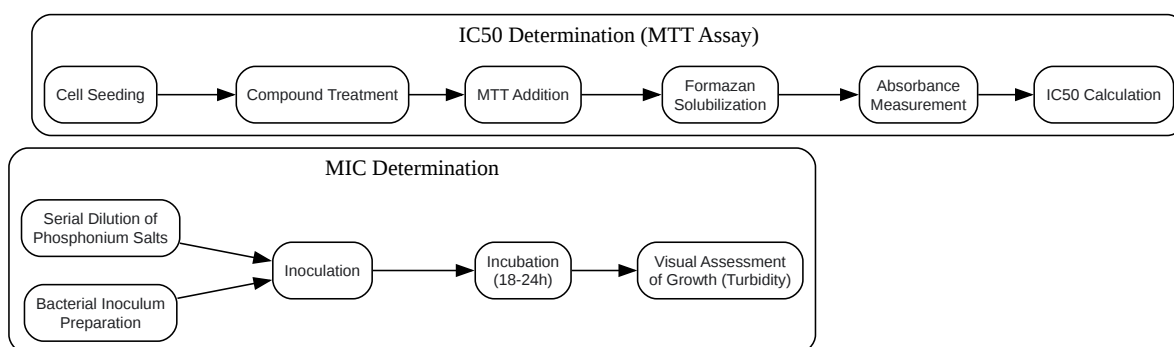 IC50 Determination (MTT Assay)
Cell Seeding
Compound Treatment
MTT Addition
Formazan
Solubilization
Absorbance
Measurement
IC50 Calculation
MIC Determination
Serial Dilution of
Phosphonium Salts
Bacterial Inoculum
Preparation
Inoculation
Incubation
(18-24h)
Visual Assessment
of Growth (Turbidity)